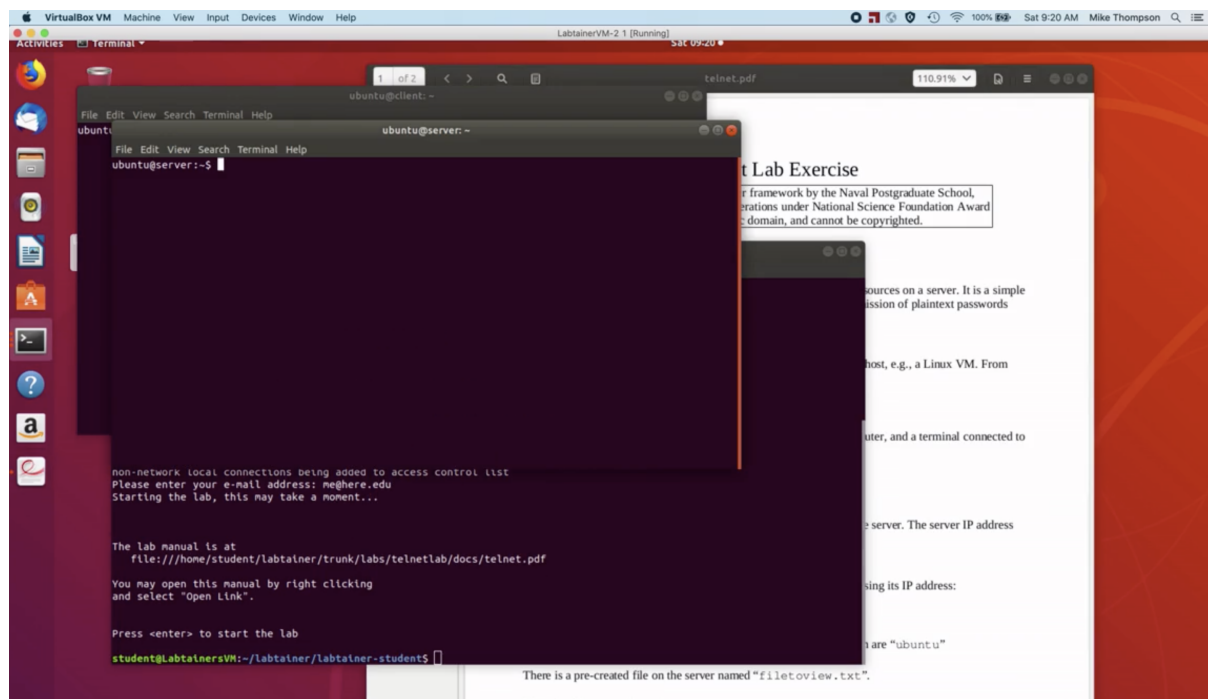 VirtualBox VM Machine View Input Devices Window Help
100% Sat 9:20 AM Mike Thompson
LabtainerVM-2 1 [Running]
Activities Terminal Sat 09:20
1 of 2 telnet.pdf 110.91%
ubuntu@client: ~
File Edit View Search Terminal Help
ubuntu@server: ~
File Edit View Search Terminal Help
ubuntu@server:~$
t Lab Exercise
r framework by the Naval Postgraduate School,
erations under National Science Foundation Award
domain, and cannot be copyrighted.
sources on a server. It is a simple
ission of plaintext passwords
host, e.g., a Linux VM. From
uter, and a terminal connected to
non-network local connections being added to access control list
Please enter your e-mail address: me@here.edu
Starting the lab, this may take a moment...
e server. The server IP address
The lab manual is at
file:///home/student/labtainer/trunk/labs/telnetlab/docs/telnet.pdf
You may open this manual by right clicking
and select "Open Link".
sing its IP address:
Press <enter> to start the lab
n are “ubuntu”
student@LabtainersVM:~/labtainer/labtainer-student$
There is a pre-created file on the server named “filetoview.txt”.